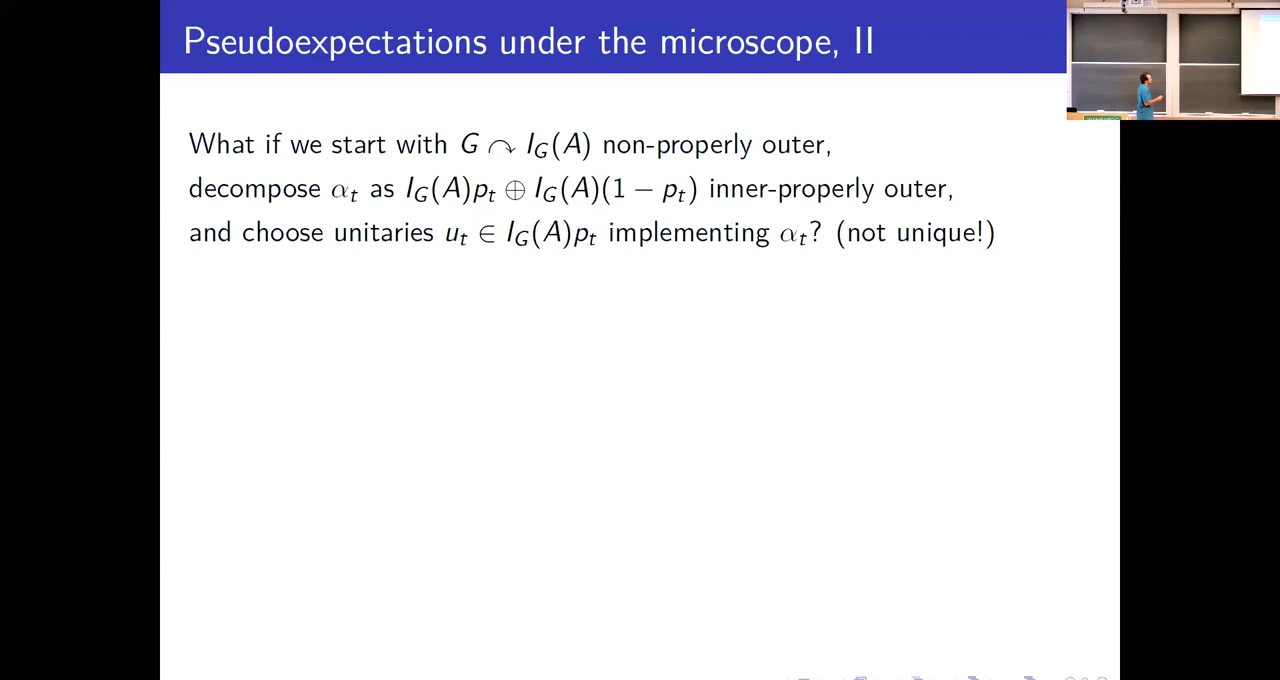 Pseudoexpectations under the microscope, II
What if we start with G ↷ I_G(A) non-properly outer,
decompose α_t as I_G(A)p_t ⊕ I_G(A)(1 − p_t) inner-properly outer,
and choose unitaries u_t ∈ I_G(A)p_t implementing α_t? (not unique!)